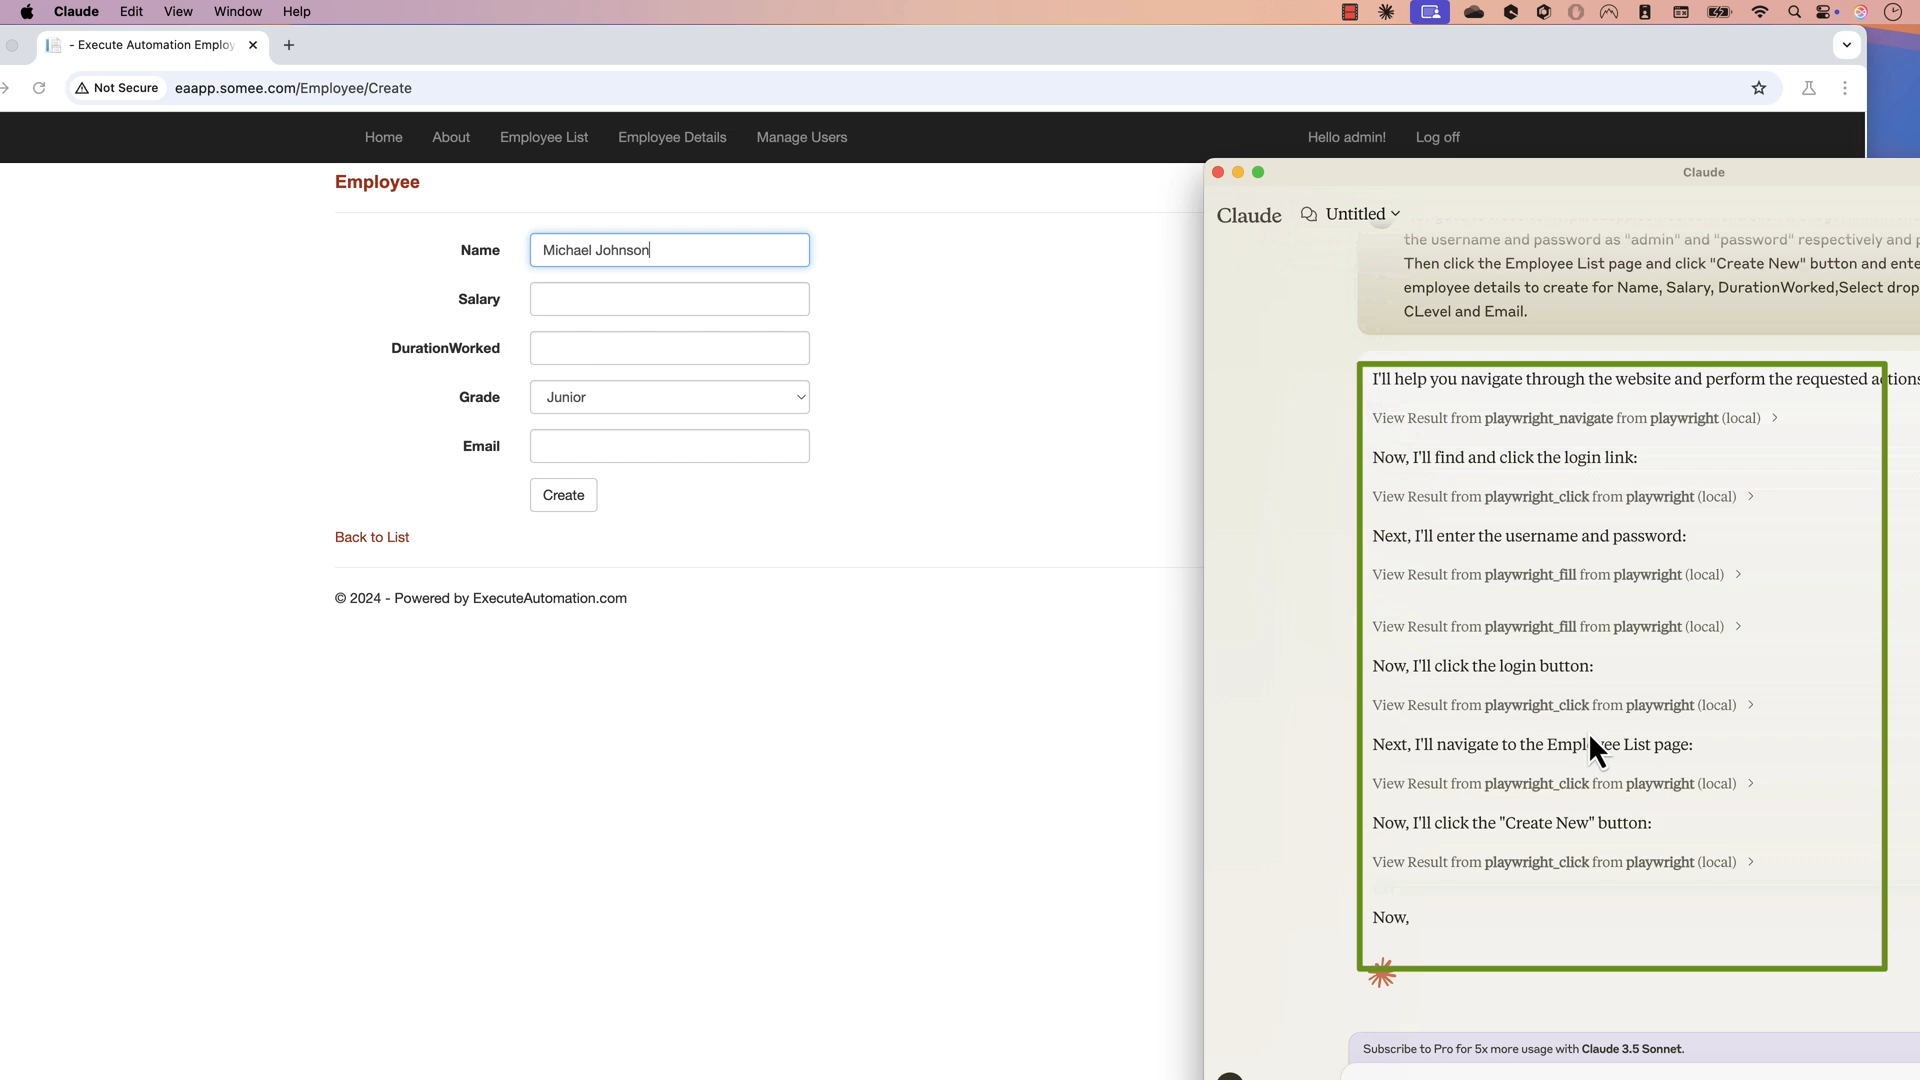 Claude Edit View Window Help
- Execute Automation Employ
Not Secure eaapp.somee.com/Employee/Create
Home About Employee List Employee Details Manage Users Hello admin! Log off
Employee
Name Michael Johnson
Salary
DurationWorked
Grade Junior
Email
Create
Back to List
© 2024 - Powered by ExecuteAutomation.com
Claude
Claude Untitled
the username and password as "admin" and "password" respectively and
Then click the Employee List page and click "Create New" button and
employee details to create for Name, Salary, DurationWorked,Select
CLevel and Email.
I'll help you navigate through the website and perform the requested actions
View Result from playwright_navigate from playwright (local)
Now, I'll find and click the login link:
View Result from playwright_click from playwright (local)
Next, I'll enter the username and password:
View Result from playwright_fill from playwright (local)
View Result from playwright_fill from playwright (local)
Now, I'll click the login button:
View Result from playwright_click from playwright (local)
Next, I'll navigate to the Employee List page:
View Result from playwright_click from playwright (local)
Now, I'll click the "Create New" button:
View Result from playwright_click from playwright (local)
Now,
Subscribe to Pro for 5x more usage with Claude 3.5 Sonnet.